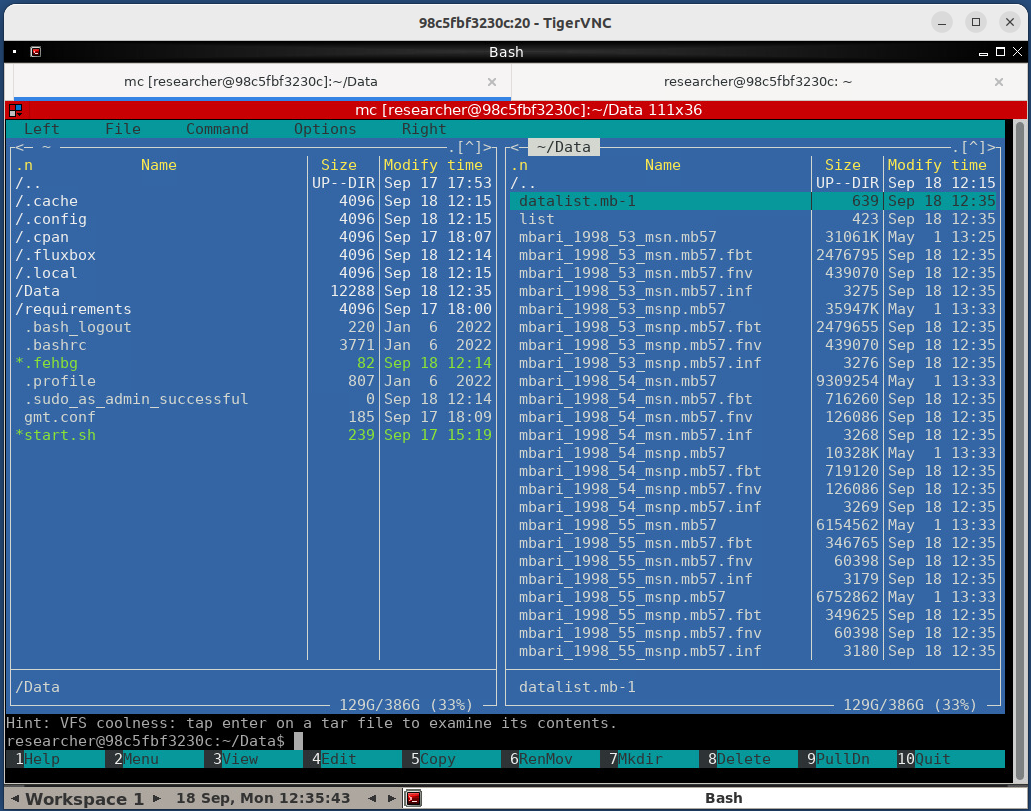 98c5fbf3230c:20 - TigerVNC
Bash
mc [researcher@98c5fbf3230c]:~/Data
researcher@98c5fbf3230c: ~
mc [researcher@98c5fbf3230c]:~/Data 111x36
Left File Command Options Right
<─ ~ .[^]> <─ ~/Data .[^]>
.n Name Size Modify time .n Name Size Modify time
/.. UP--DIR Sep 17 17:53 /.. UP--DIR Sep 18 12:15
/.cache 4096 Sep 18 12:15 datalist.mb-1 639 Sep 18 12:35
/.config 4096 Sep 18 12:15 list 423 Sep 18 12:35
/.cpan 4096 Sep 17 18:07 mbari_1998_53_msn.mb57 31061K May 1 13:25
/.fluxbox 4096 Sep 18 12:14 mbari_1998_53_msn.mb57.fbt 2476795 Sep 18 12:35
/.local 4096 Sep 18 12:15 mbari_1998_53_msn.mb57.fnv 439070 Sep 18 12:35
/Data 12288 Sep 18 12:35 mbari_1998_53_msn.mb57.inf 3275 Sep 18 12:35
/requirements 4096 Sep 17 18:00 mbari_1998_53_msnp.mb57 35947K May 1 13:33
.bash_logout 220 Jan 6 2022 mbari_1998_53_msnp.mb57.fbt 2479655 Sep 18 12:35
.bashrc 3771 Jan 6 2022 mbari_1998_53_msnp.mb57.fnv 439070 Sep 18 12:35
*.fehbg 82 Sep 18 12:14 mbari_1998_53_msnp.mb57.inf 3276 Sep 18 12:35
.profile 807 Jan 6 2022 mbari_1998_54_msn.mb57 9309254 May 1 13:33
.sudo_as_admin_successful 0 Sep 18 12:14 mbari_1998_54_msn.mb57.fbt 716260 Sep 18 12:35
gmt.conf 185 Sep 17 18:09 mbari_1998_54_msn.mb57.fnv 126086 Sep 18 12:35
*start.sh 239 Sep 17 15:19 mbari_1998_54_msn.mb57.inf 3268 Sep 18 12:35
mbari_1998_54_msnp.mb57 10328K May 1 13:33
mbari_1998_54_msnp.mb57.fbt 719120 Sep 18 12:35
mbari_1998_54_msnp.mb57.fnv 126086 Sep 18 12:35
mbari_1998_54_msnp.mb57.inf 3269 Sep 18 12:35
mbari_1998_55_msn.mb57 6154562 May 1 13:33
mbari_1998_55_msn.mb57.fbt 346765 Sep 18 12:35
mbari_1998_55_msn.mb57.fnv 60398 Sep 18 12:35
mbari_1998_55_msn.mb57.inf 3179 Sep 18 12:35
mbari_1998_55_msnp.mb57 6752862 May 1 13:33
mbari_1998_55_msnp.mb57.fbt 349625 Sep 18 12:35
mbari_1998_55_msnp.mb57.fnv 60398 Sep 18 12:35
mbari_1998_55_msnp.mb57.inf 3180 Sep 18 12:35
/Data datalist.mb-1
129G/386G (33%) 129G/386G (33%)
Hint: VFS coolness: tap enter on a tar file to examine its contents.
researcher@98c5fbf3230c:~/Data$
1Help 2Menu 3View 4Edit 5Copy 6RenMov 7Mkdir 8Delete 9PullDn 10Quit
Workspace 1 18 Sep, Mon 12:35:43 Bash